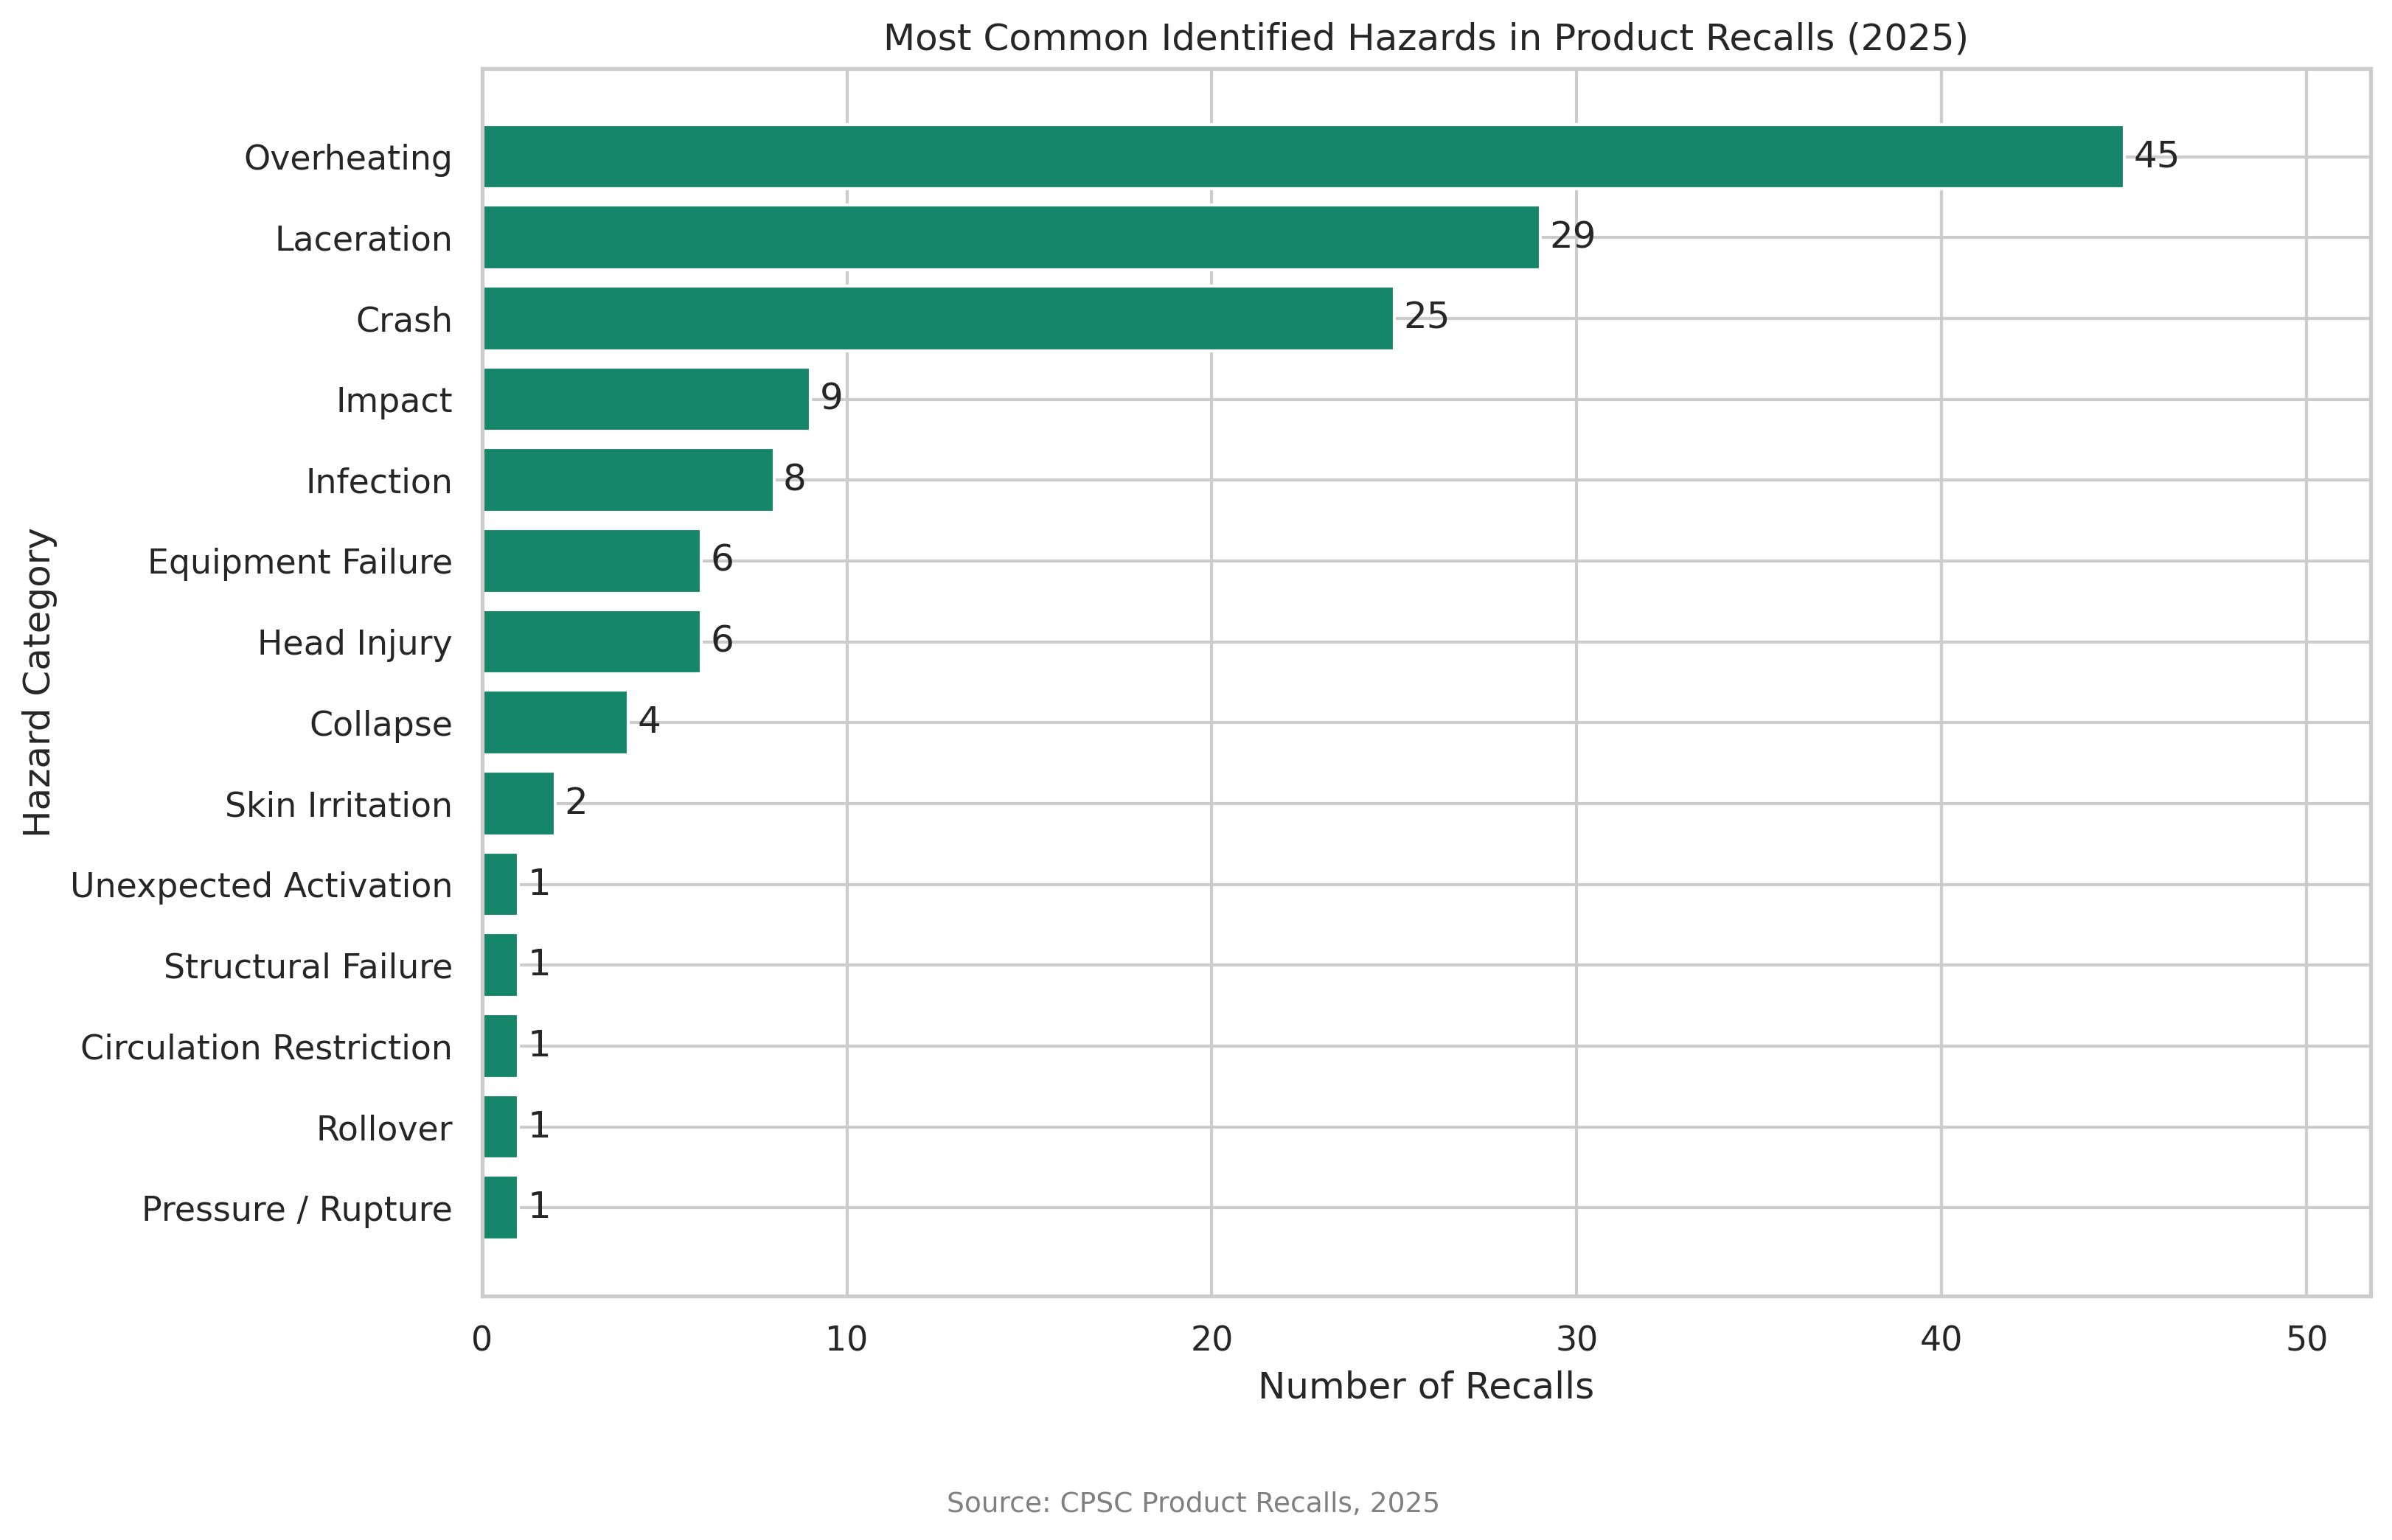 Most Common Identified Hazards in Product Recalls (2025)
Hazard Category
Overheating 45
Laceration 29
Crash 25
Impact 9
Infection 8
Equipment Failure 6
Head Injury 6
Collapse 4
Skin Irritation 2
Unexpected Activation 1
Structural Failure 1
Circulation Restriction 1
Rollover 1
Pressure / Rupture 1
0 10 20 30 40 50
Number of Recalls
Source: CPSC Product Recalls, 2025